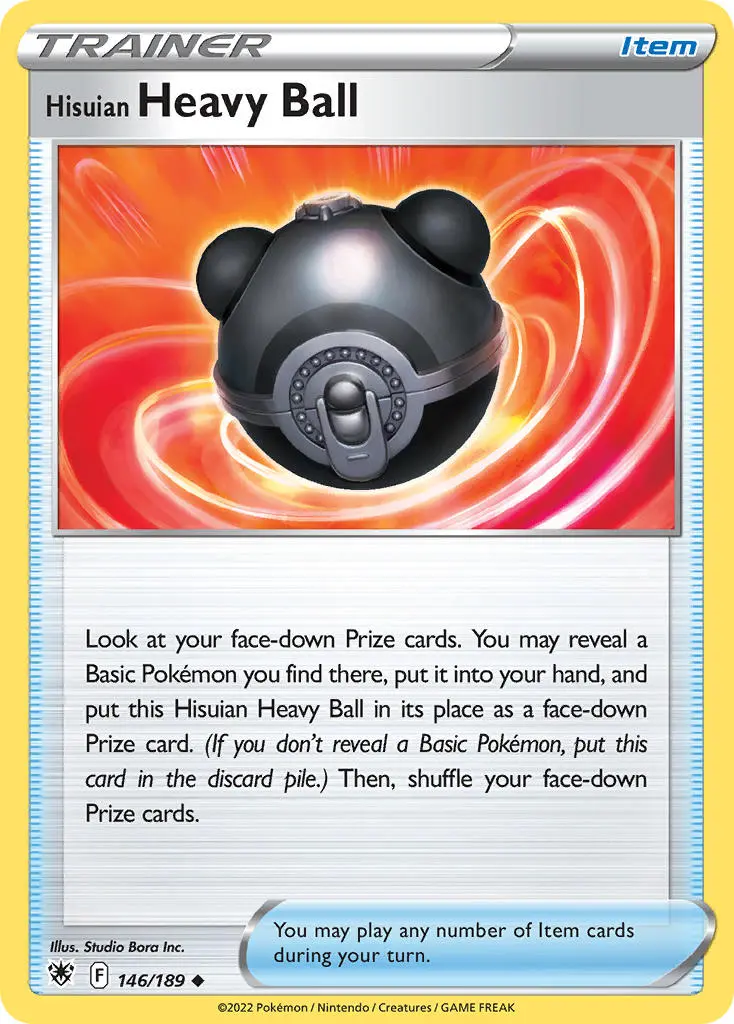 TRAINER
Item
Hisuian Heavy Ball
Look at your face-down Prize cards. You may reveal a
Basic Pokémon you find there, put it into your hand, and
put this Hisuian Heavy Ball in its place as a face-down
Prize card. (If you don't reveal a Basic Pokémon, put this
card in the discard pile.) Then, shuffle your face-down
Prize cards.
You may play any number of Item cards
during your turn.
Illus. Studio Bora Inc.
F
146/189
©2022 Pokémon / Nintendo / Creatures / GAME FREAK